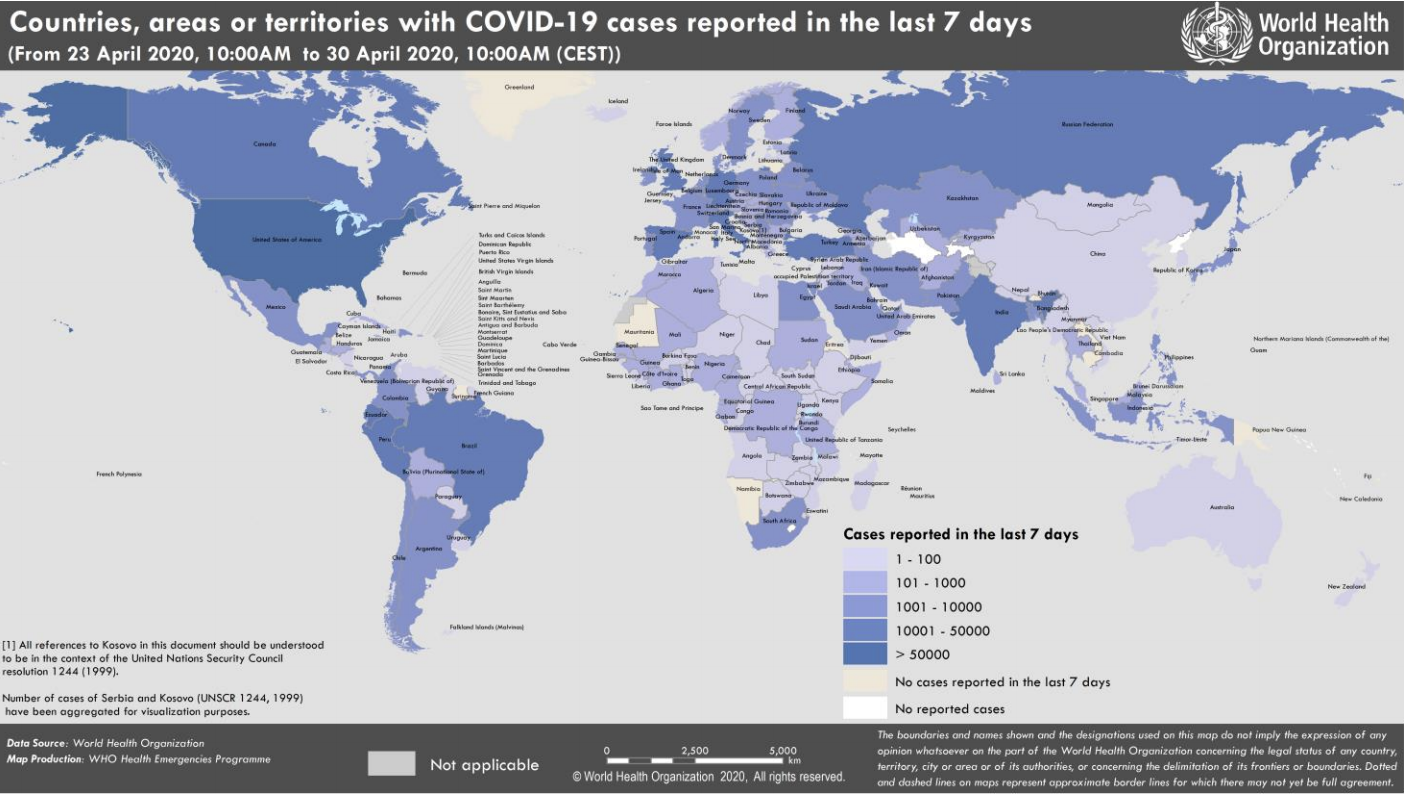 Countries, areas or territories with COVID-19 cases reported in the last 7 days
(From 23 April 2020, 10:00AM to 30 April 2020, 10:00AM (CEST))
World Health
Organization
Greenland
Iceland
Faroe Islands
Norway
Sweden
Finland
Russian Federation
Canada
Estonia
Latvia
Lithuania
Denmark
The United Kingdom
Ireland
Isle of Man
Netherlands
Belarus
Poland
Germany
Guernsey
Jersey
Belgium
Luxembourg
Czechia
Slovakia
Ukraine
Austria
Hungary
Republic of Moldova
Liechtenstein
Switzerland
France
Slovenia
Romania
Bosnia and Herzegovina
Croatia
Serbia
San Marino
Monaco
Italy
Kosovo[1]
Montenegro
Bulgaria
Holy See
Macedonia
Albania
Andorra
Spain
Portugal
Greece
Georgia
Azerbaijan
Turkey
Armenia
Kazakhstan
Mongolia
Uzbekistan
Kyrgyzstan
China
Japan
Republic of Korea
Saint Pierre and Miquelon
United States of America
Turks and Caicos Islands
Dominican Republic
Puerto Rico
United States Virgin Islands
British Virgin Islands
Anguilla
Saint Martin
Sint Maarten
Saint Barthélemy
Bonaire, Sint Eustatius and Saba
Saint Kitts and Nevis
Antigua and Barbuda
Montserrat
Guadeloupe
Dominica
Martinique
Saint Lucia
Barbados
Saint Vincent and the Grenadines
Grenada
Trinidad and Tobago
Bermuda
Bahamas
Mexico
Cuba
Cayman Islands
Haiti
Belize
Jamaica
Honduras
Guatemala
El Salvador
Nicaragua
Aruba
Costa Rica
Panama
Venezuela (Bolivarian Republic of)
Guyana
Suriname
French Guiana
Colombia
Ecuador
Peru
Brazil
Bolivia (Plurinational State of)
Paraguay
Uruguay
Argentina
Chile
Falkland Islands (Malvinas)
French Polynesia
Cabo Verde
Gibraltar
Malta
Tunisia
Morocco
Algeria
Libya
Egypt
Cyprus
Syrian Arab Republic
Lebanon
occupied Palestinian territory
Israel
Jordan
Iraq
Iran (Islamic Republic of)
Kuwait
Afghanistan
Pakistan
Bahrain
Qatar
Saudi Arabia
United Arab Emirates
Oman
Yemen
Nepal
Bhutan
Bangladesh
India
Myanmar
Lao People's Democratic Republic
Viet Nam
Thailand
Cambodia
Philippines
Sri Lanka
Maldives
Brunei Darussalam
Malaysia
Singapore
Indonesia
Timor-Leste
Papua New Guinea
Northern Mariana Islands (Commonwealth of the)
Guam
Mauritania
Mali
Niger
Chad
Sudan
Eritrea
Djibouti
Senegal
Gambia
Guinea-Bissau
Guinea
Burkina Faso
Benin
Nigeria
Sierra Leone
Côte d'Ivoire
Togo
Liberia
Ghana
Cameroon
South Sudan
Central African Republic
Ethiopia
Somalia
Sao Tome and Principe
Equatorial Guinea
Gabon
Congo
Uganda
Kenya
Rwanda
Burundi
Democratic Republic of the Congo
United Republic of Tanzania
Seychelles
Angola
Zambia
Malawi
Mayotte
Mozambique
Madagascar
Zimbabwe
Namibia
Botswana
Réunion
Mauritius
Eswatini
South Africa
Australia
Fiji
New Caledonia
New Zealand
Cases reported in the last 7 days
1 - 100
101 - 1000
1001 - 10000
10001 - 50000
> 50000
No cases reported in the last 7 days
No reported cases
[1] All references to Kosovo in this document should be understood
to be in the context of the United Nations Security Council
resolution 1244 (1999).
Number of cases of Serbia and Kosovo (UNSCR 1244, 1999)
have been aggregated for visualization purposes.
Data Source: World Health Organization
Map Production: WHO Health Emergencies Programme
Not applicable
0 2,500 5,000
km
© World Health Organization 2020, All rights reserved.
The boundaries and names shown and the designations used on this map do not imply the expression of any
opinion whatsoever on the part of the World Health Organization concerning the legal status of any country,
territory, city or area or of its authorities, or concerning the delimitation of its frontiers or boundaries. Dotted
and dashed lines on maps represent approximate border lines for which there may not yet be full agreement.